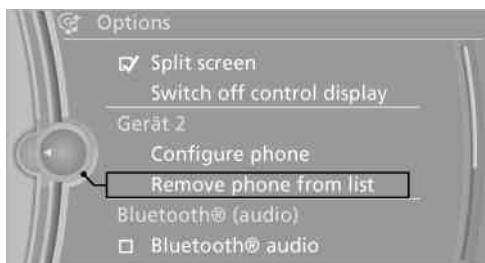 Options
Split screen
Switch off control display
Gerät 2
Configure phone
Remove phone from list
Bluetooth® (audio)
Bluetooth® audio